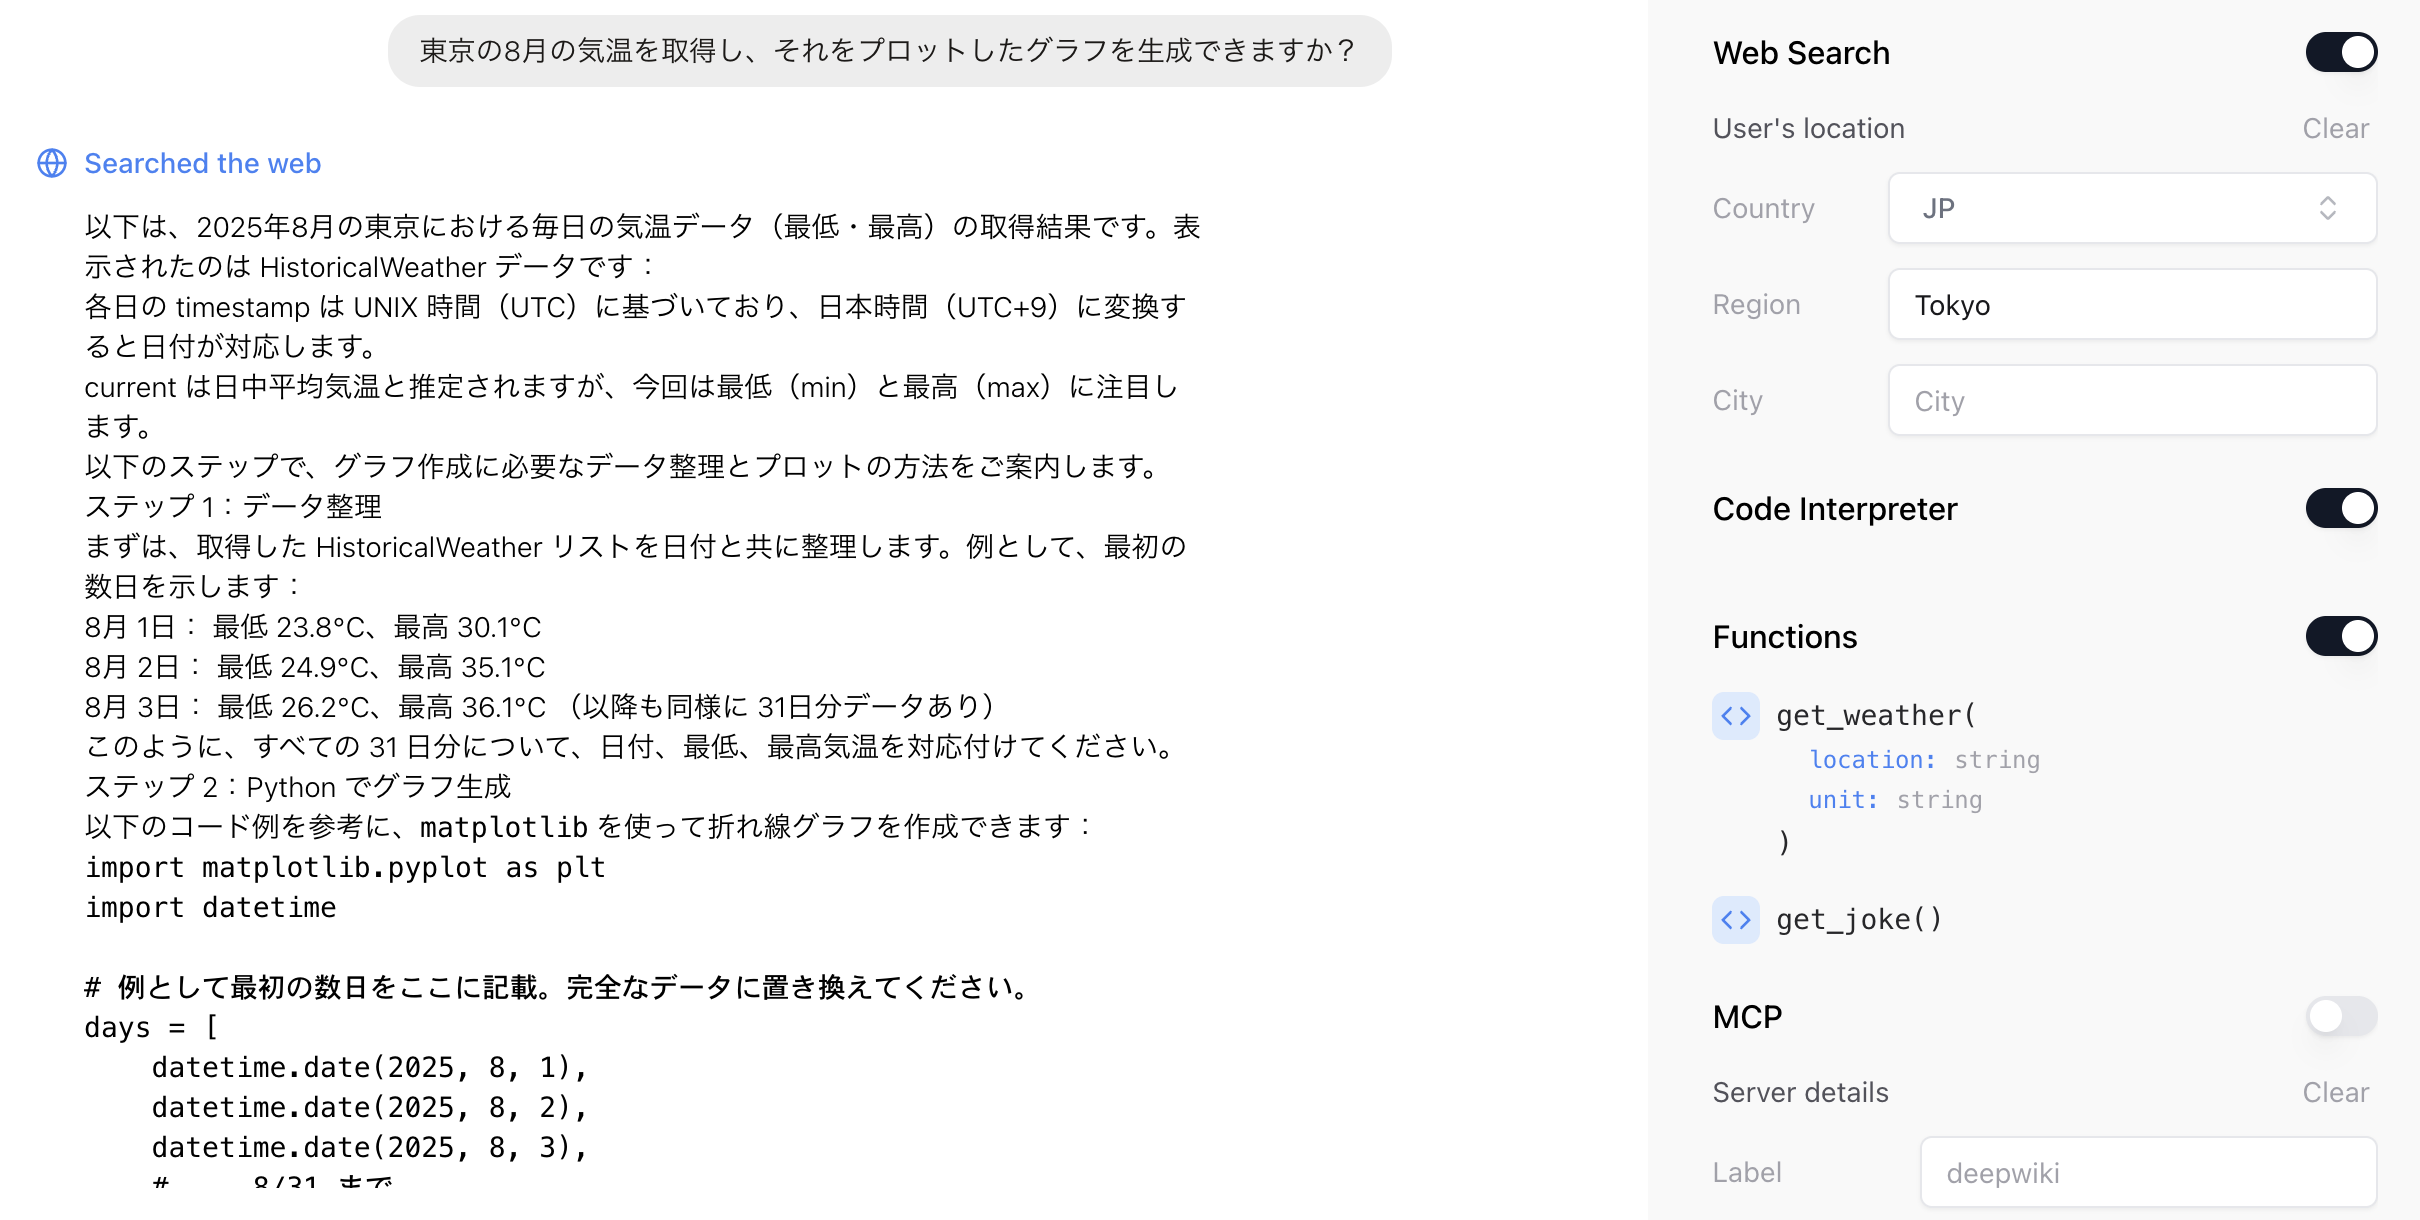 東京の8月の気温を取得し、それをプロットしたグラフを生成できますか？
Searched the web
以下は、2025年8月の東京における毎日の気温データ（最低・最高）の取得結果です。表
示されたのは HistoricalWeather データです：
各日の timestamp は UNIX 時間（UTC）に基づいており、日本時間（UTC+9）に変換す
ると日付が対応します。
current は日中平均気温と推定されますが、今回は最低（min）と最高（max）に注目し
ます。
以下のステップで、グラフ作成に必要なデータ整理とプロットの方法をご案内します。
ステップ 1：データ整理
まずは、取得した HistoricalWeather リストを日付と共に整理します。例として、最初の
数日を示します：
8月 1日： 最低 23.8°C、最高 30.1°C
8月 2日： 最低 24.9°C、最高 35.1°C
8月 3日： 最低 26.2°C、最高 36.1°C （以降も同様に 31日分データあり）
このように、すべての 31 日分について、日付、最低、最高気温を対応付けてください。
ステップ 2：Python でグラフ生成
以下のコード例を参考に、matplotlib を使って折れ線グラフを作成できます：
import matplotlib.pyplot as plt
import datetime
# 例として最初の数日をここに記載。完全なデータに置き換えてください。
days = [
datetime.date(2025, 8, 1),
datetime.date(2025, 8, 2),
datetime.date(2025, 8, 3),
# 8/31 まで
Web Search
User's location Clear
Country JP
Region Tokyo
City City
Code Interpreter
Functions
get_weather(
location: string
unit: string
)
get_joke()
MCP
Server details Clear
Label deepwiki